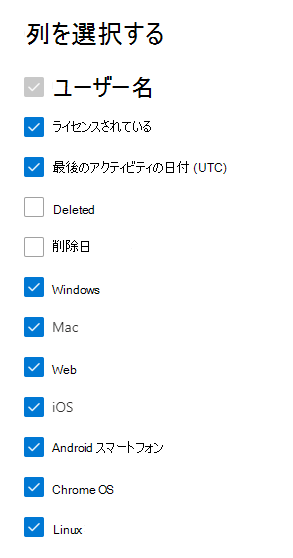 列を選択する
ユーザー名
ライセンスされている
最後のアクティビティの日付 (UTC)
Deleted
削除日
Windows
Mac
Web
iOS
Android スマートフォン
Chrome OS
Linux